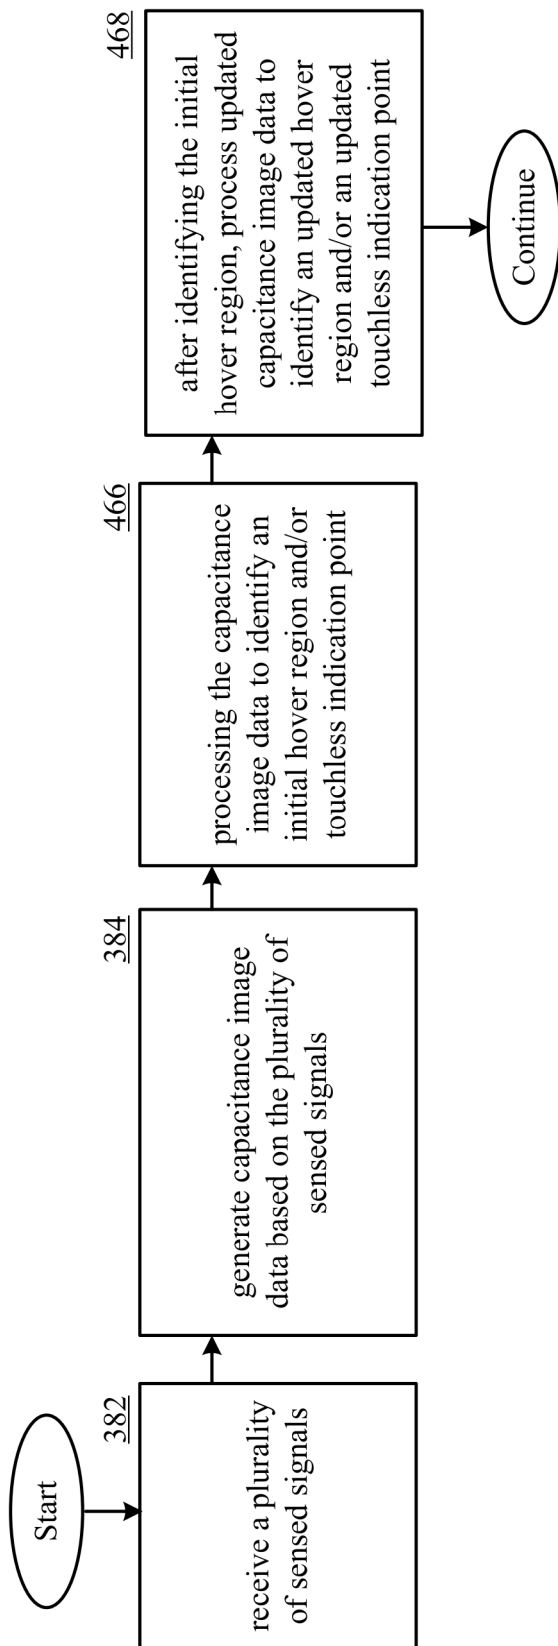 Start
382
receive a plurality
of sensed signals
384
generate capacitance image
data based on the plurality of
sensed signals
466
processing the capacitance
image data to identify an
initial hover region and/or
touchless indication point
468
after identifying the initial
hover region, process updated
capacitance image data to
identify an updated hover
region and/or an updated
touchless indication point
Continue